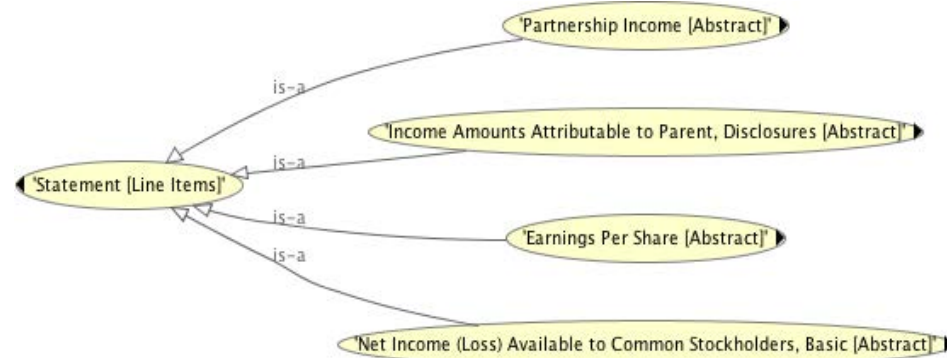 'Partnership Income [Abstract]'
is-a
'Income Amounts Attributable to Parent, Disclosures [Abstract]'
is-a
'Statement [Line Items]'
is-a
'Earnings Per Share [Abstract]'
is-a
'Net Income (Loss) Available to Common Stockholders, Basic [Abstract]'